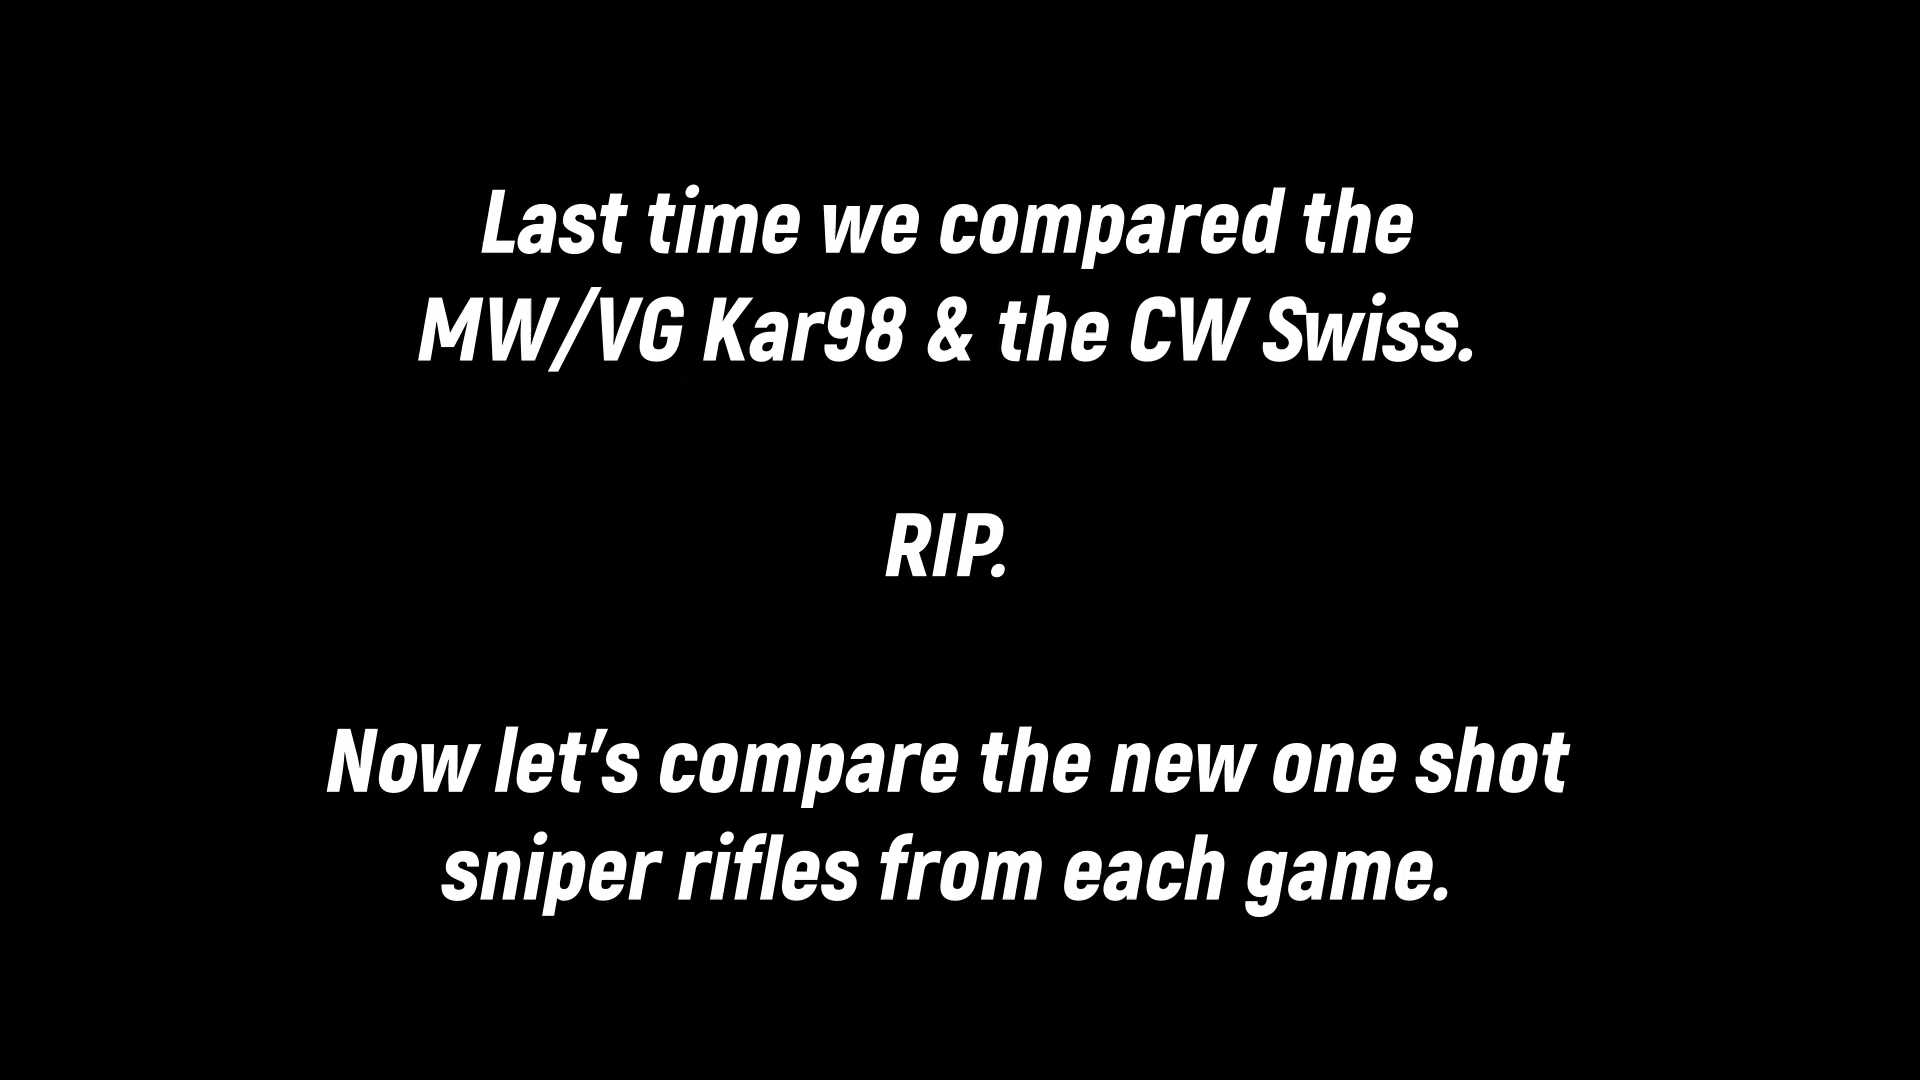 Last time we compared the
MW/VG Kar98 & the CW Swiss.
RIP.
Now let's compare the new one shot
sniper rifles from each game.